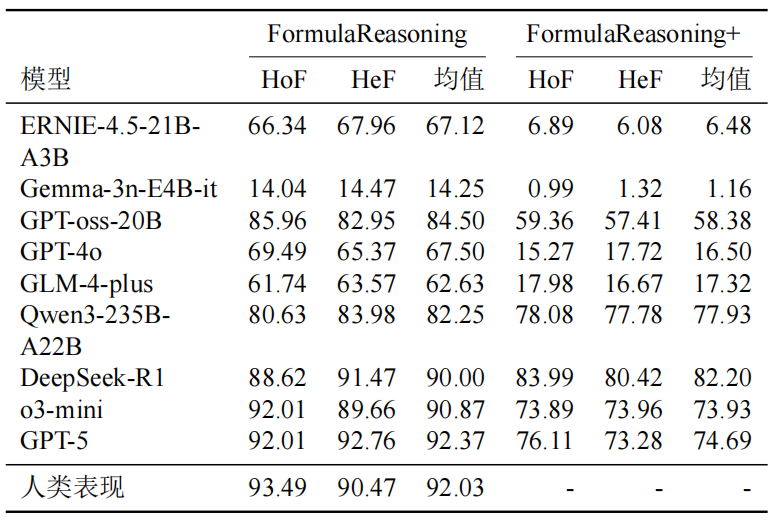 FormulaReasoning FormulaReasoning+
模型 HoF HeF 均值 HoF HeF 均值
ERNIE-4.5-21B- 66.34 67.96 67.12 6.89 6.08 6.48
A3B
Gemma-3n-E4B-it 14.04 14.47 14.25 0.99 1.32 1.16
GPT-oss-20B 85.96 82.95 84.50 59.36 57.41 58.38
GPT-4o 69.49 65.37 67.50 15.27 17.72 16.50
GLM-4-plus 61.74 63.57 62.63 17.98 16.67 17.32
Qwen3-235B- 80.63 83.98 82.25 78.08 77.78 77.93
A22B
DeepSeek-R1 88.62 91.47 90.00 83.99 80.42 82.20
o3-mini 92.01 89.66 90.87 73.89 73.96 73.93
GPT-5 92.01 92.76 92.37 76.11 73.28 74.69
人类表现 93.49 90.47 92.03 - - -